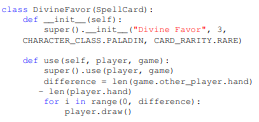 class DivineFavor(SpellCard):
def __init__(self):
super().__init__("Divine Favor", 3,
CHARACTER_CLASS.PALADIN, CARD_RARITY.RARE)
def use(self, player, game):
super().use(player, game)
difference = len(game.other_player.hand)
- len(player.hand)
for i in range(0, difference):
player.draw()